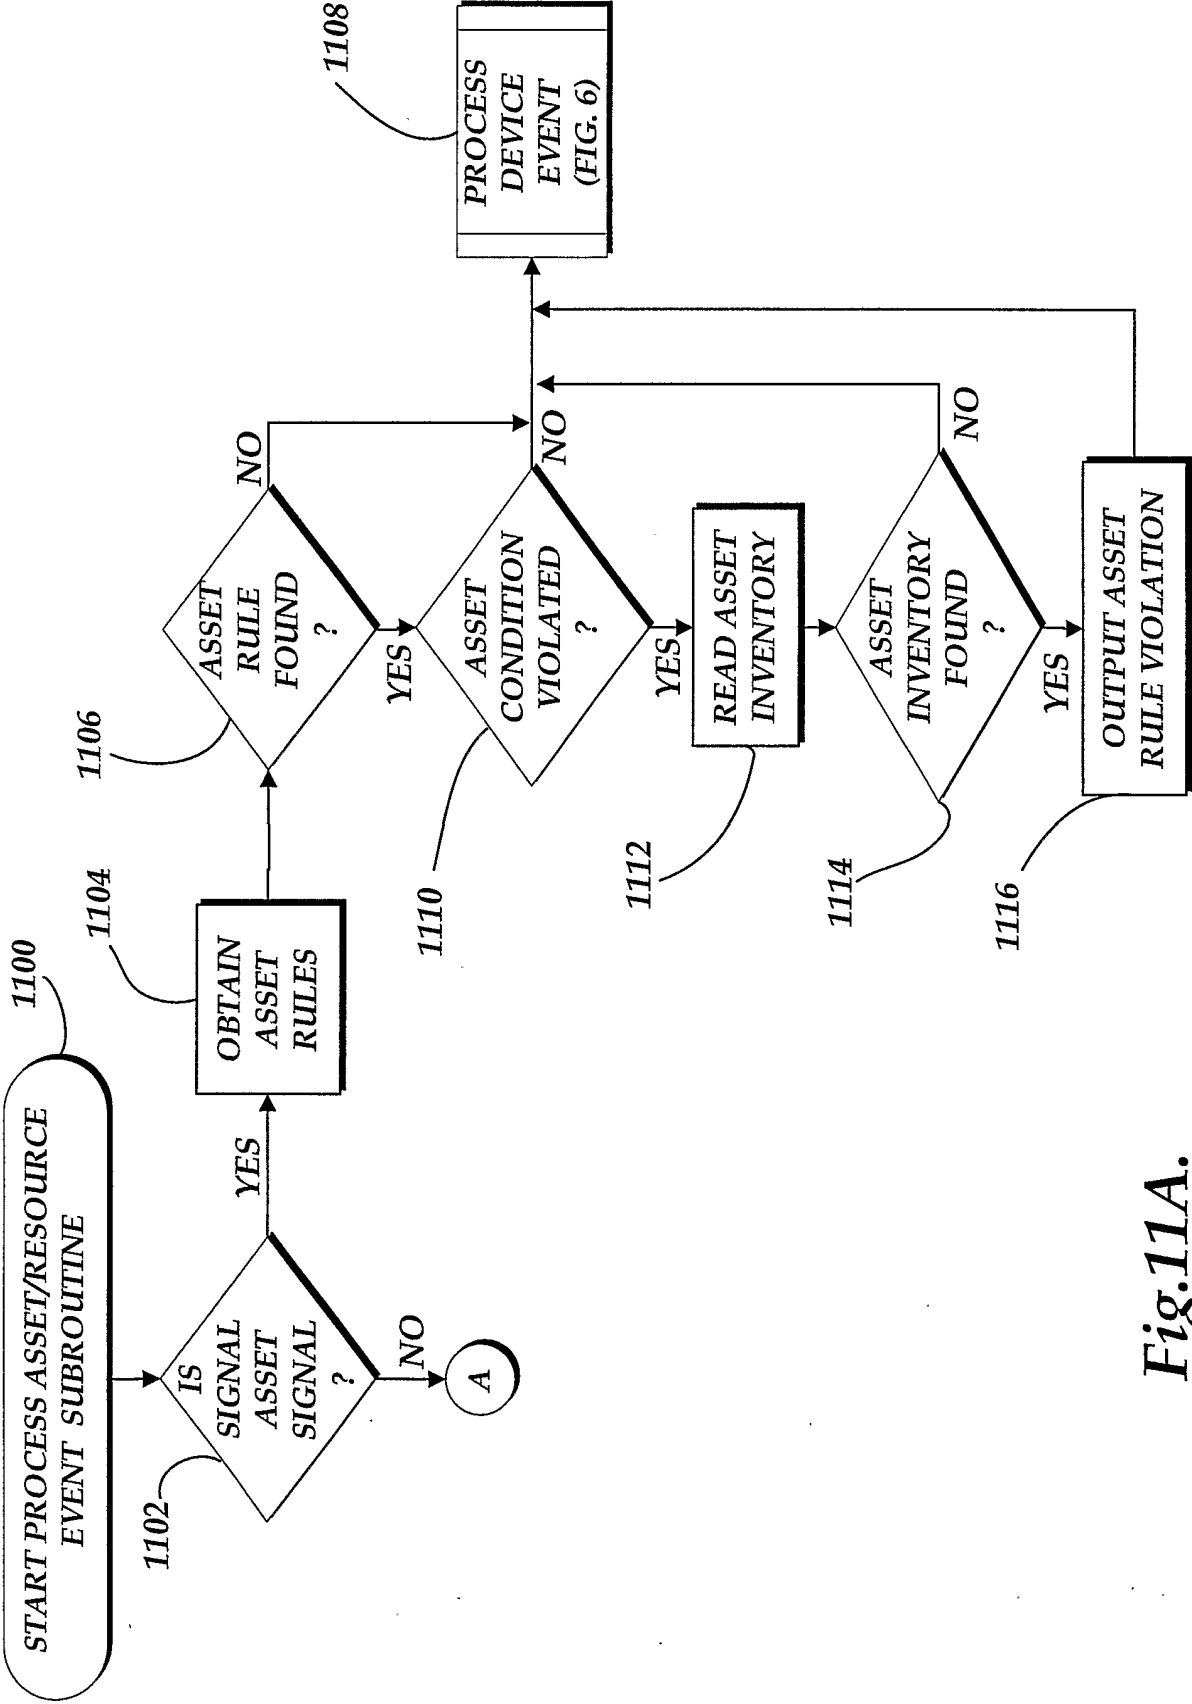 1100
START PROCESS ASSET/RESOURCE
EVENT SUBROUTINE
1102
IS
SIGNAL
ASSET
SIGNAL
?
YES
NO
A
1104
OBTAIN
ASSET
RULES
1106
ASSET
RULE
FOUND
?
NO
YES
1108
PROCESS
DEVICE
EVENT
(FIG. 6)
1110
ASSET
CONDITION
VIOLATED
?
NO
YES
1112
READ ASSET
INVENTORY
1114
ASSET
INVENTORY
FOUND
?
NO
YES
1116
OUTPUT ASSET
RULE VIOLATION
Fig.11A.